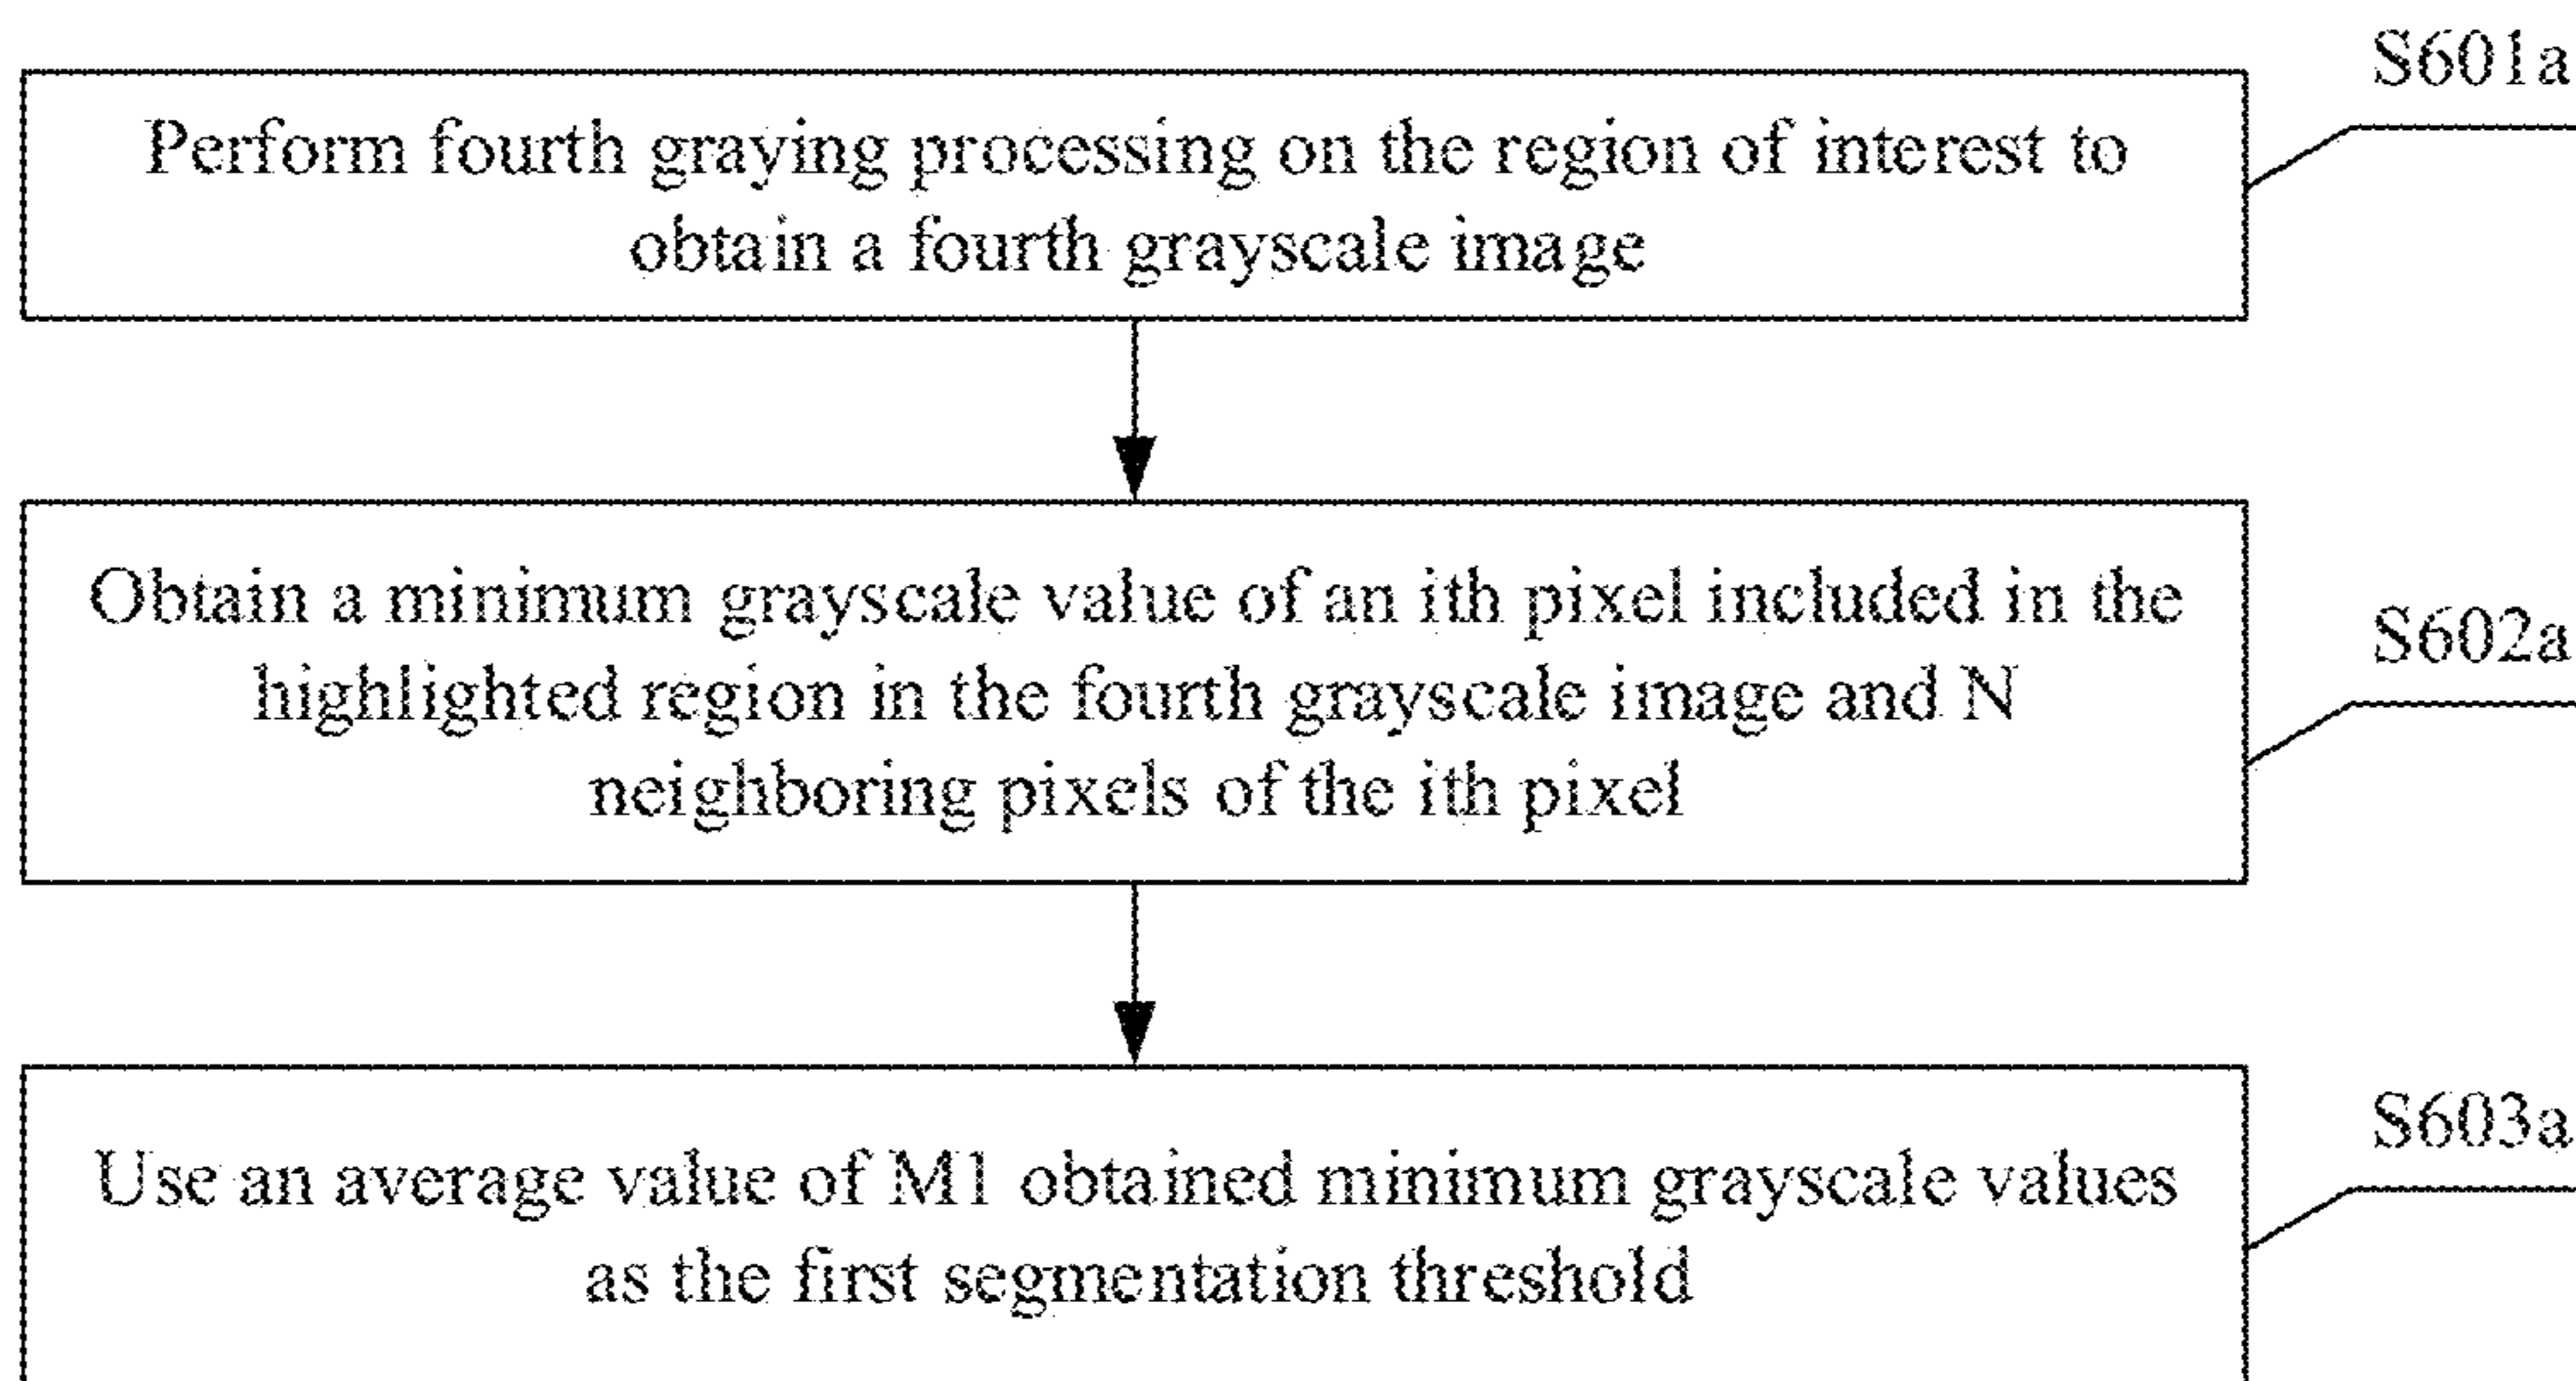 S601a
Perform fourth graying processing on the region of interest to
obtain a fourth grayscale image
Obtain a minimum grayscale value of an ith pixel included in the
highlighted region in the fourth grayscale image and N
neighboring pixels of the ith pixel
S602a
Use an average value of M1 obtained minimum grayscale values
as the first segmentation threshold
S603a